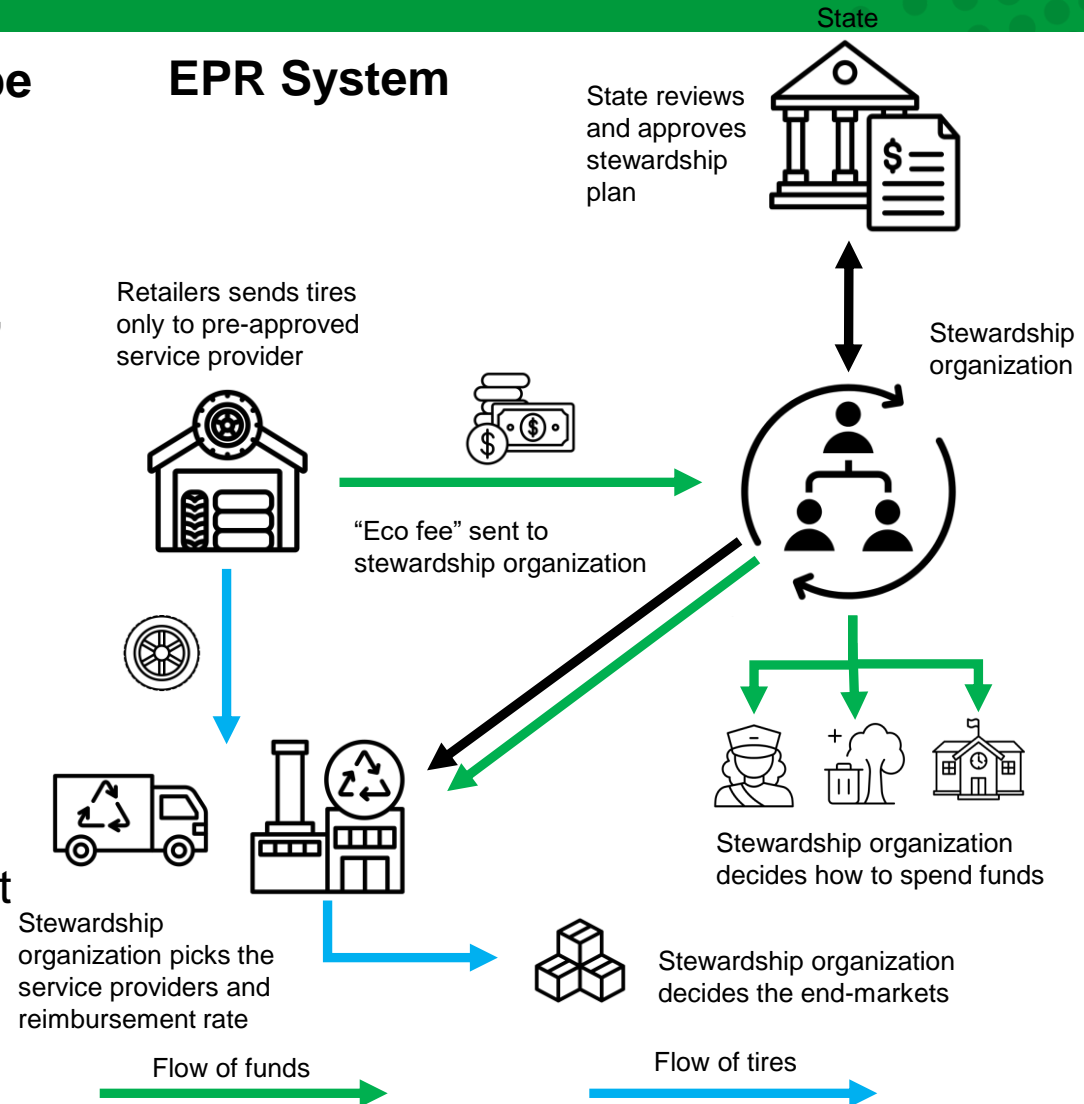 State
be
EPR System
State reviews
and approves
stewardship
plan
$
Retailers sends tires
only to pre-approved
service provider
Stewardship
organization
$
$
“Eco fee” sent to
stewardship organization
Stewardship organization
decides how to spend funds
t
Stewardship
organization picks the
service providers and
reimbursement rate
Stewardship organization
decides the end-markets
Flow of funds
Flow of tires